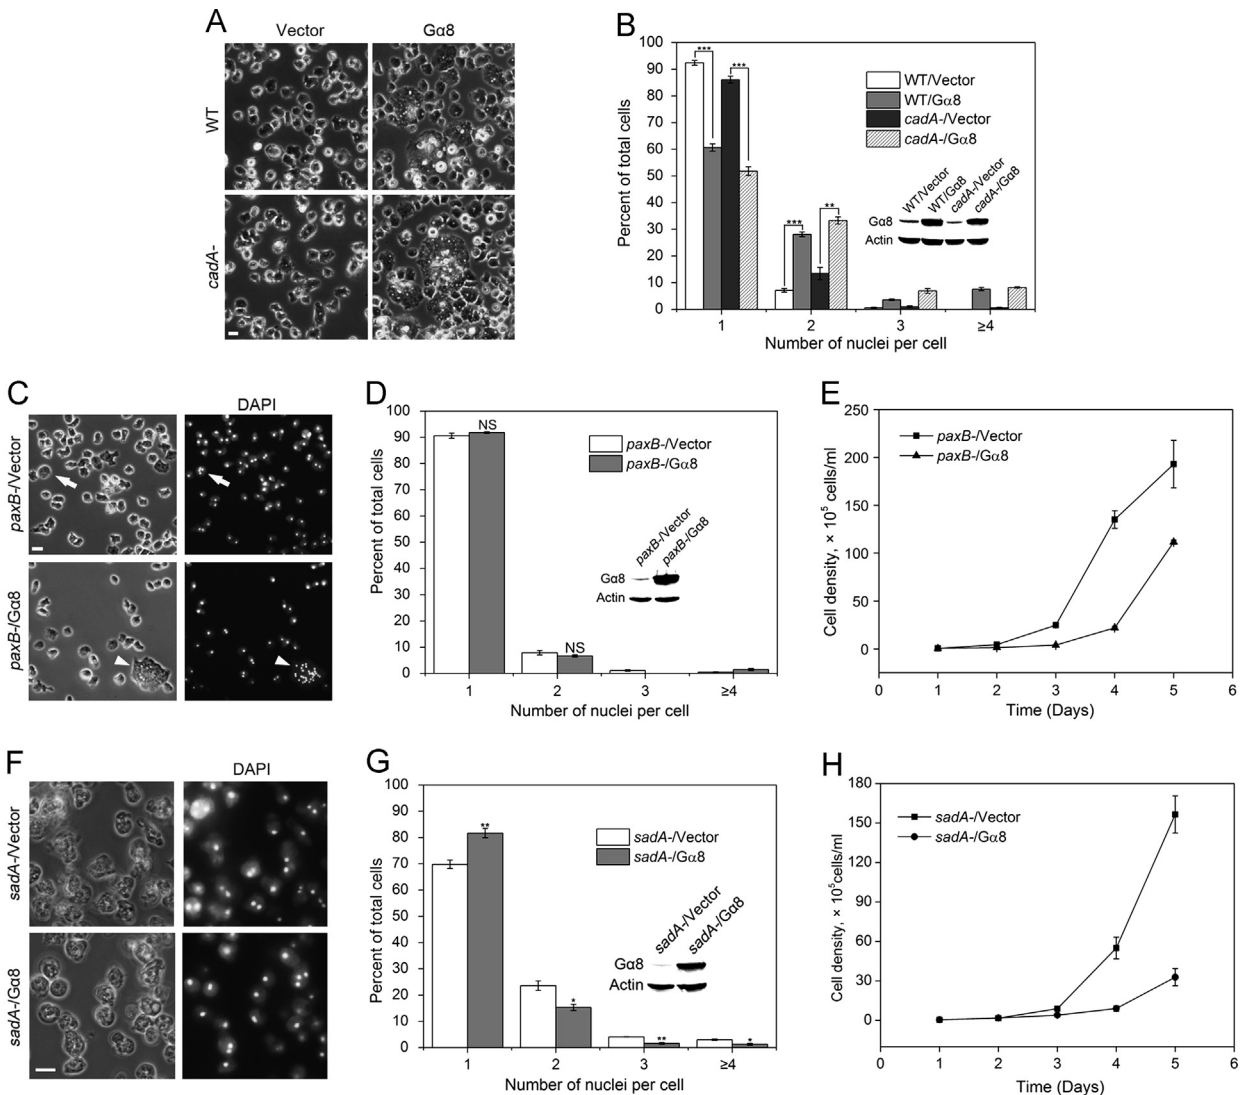 A
Vector
Gα8
WT
cadA-
B
100
90
80
70
60
50
40
30
20
10
0
Percent of total cells
1
2
3
≥4
Number of nuclei per cell
***
***
***
**
WT/Vector
WT/Gα8
cadA-/Vector
cadA-/Gα8
WT/Vector
WT/Gα8
cadA-/Vector
cadA-/Gα8
Gα8
Actin
C
DAPI
paxB-/Vector
paxB-/Gα8
D
100
90
80
70
60
50
40
30
20
10
0
Percent of total cells
NS
NS
1
2
3
≥4
Number of nuclei per cell
paxB-/Vector
paxB-/Gα8
paxB-/Vector
paxB-/Gα8
Gα8
Actin
E
250
200
150
100
50
0
Cell density, × 10⁵ cells/ml
0
1
2
3
4
5
6
Time (Days)
paxB-/Vector
paxB-/Gα8
F
DAPI
sadA-/Vector
sadA-/Gα8
G
100
90
80
70
60
50
40
30
20
10
0
Percent of total cells
**
*
**
*
1
2
3
≥4
Number of nuclei per cell
sadA-/Vector
sadA-/Gα8
sadA-/Vector
sadA-/Gα8
Gα8
Actin
H
180
150
120
90
60
30
0
Cell density, × 10⁵cells/ml
0
1
2
3
4
5
6
Time (Days)
sadA-/Vector
sadA-/Gα8